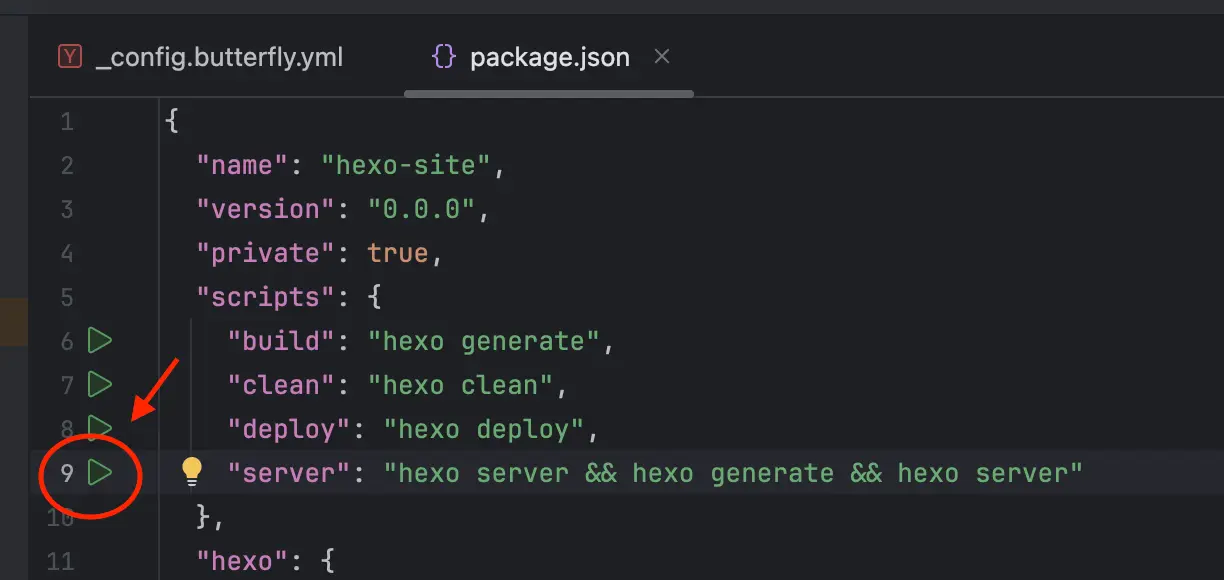 _config.butterfly.yml package.json
1 {
2 "name": "hexo-site",
3 "version": "0.0.0",
4 "private": true,
5 "scripts": {
6 "build": "hexo generate",
7 "clean": "hexo clean",
8 "deploy": "hexo deploy",
9 "server": "hexo server && hexo generate && hexo server"
10 },
11 "hexo": {